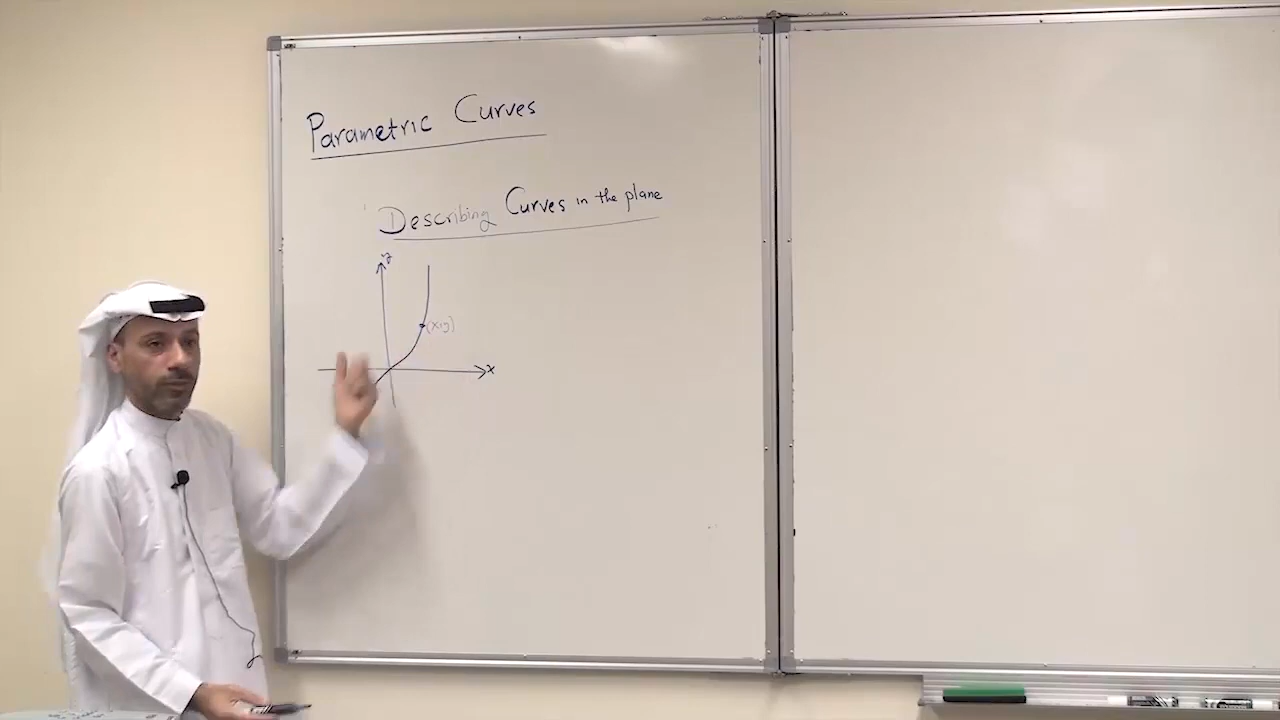 Parametric Curves
Describing Curves in the plane
y
(x,y)
x